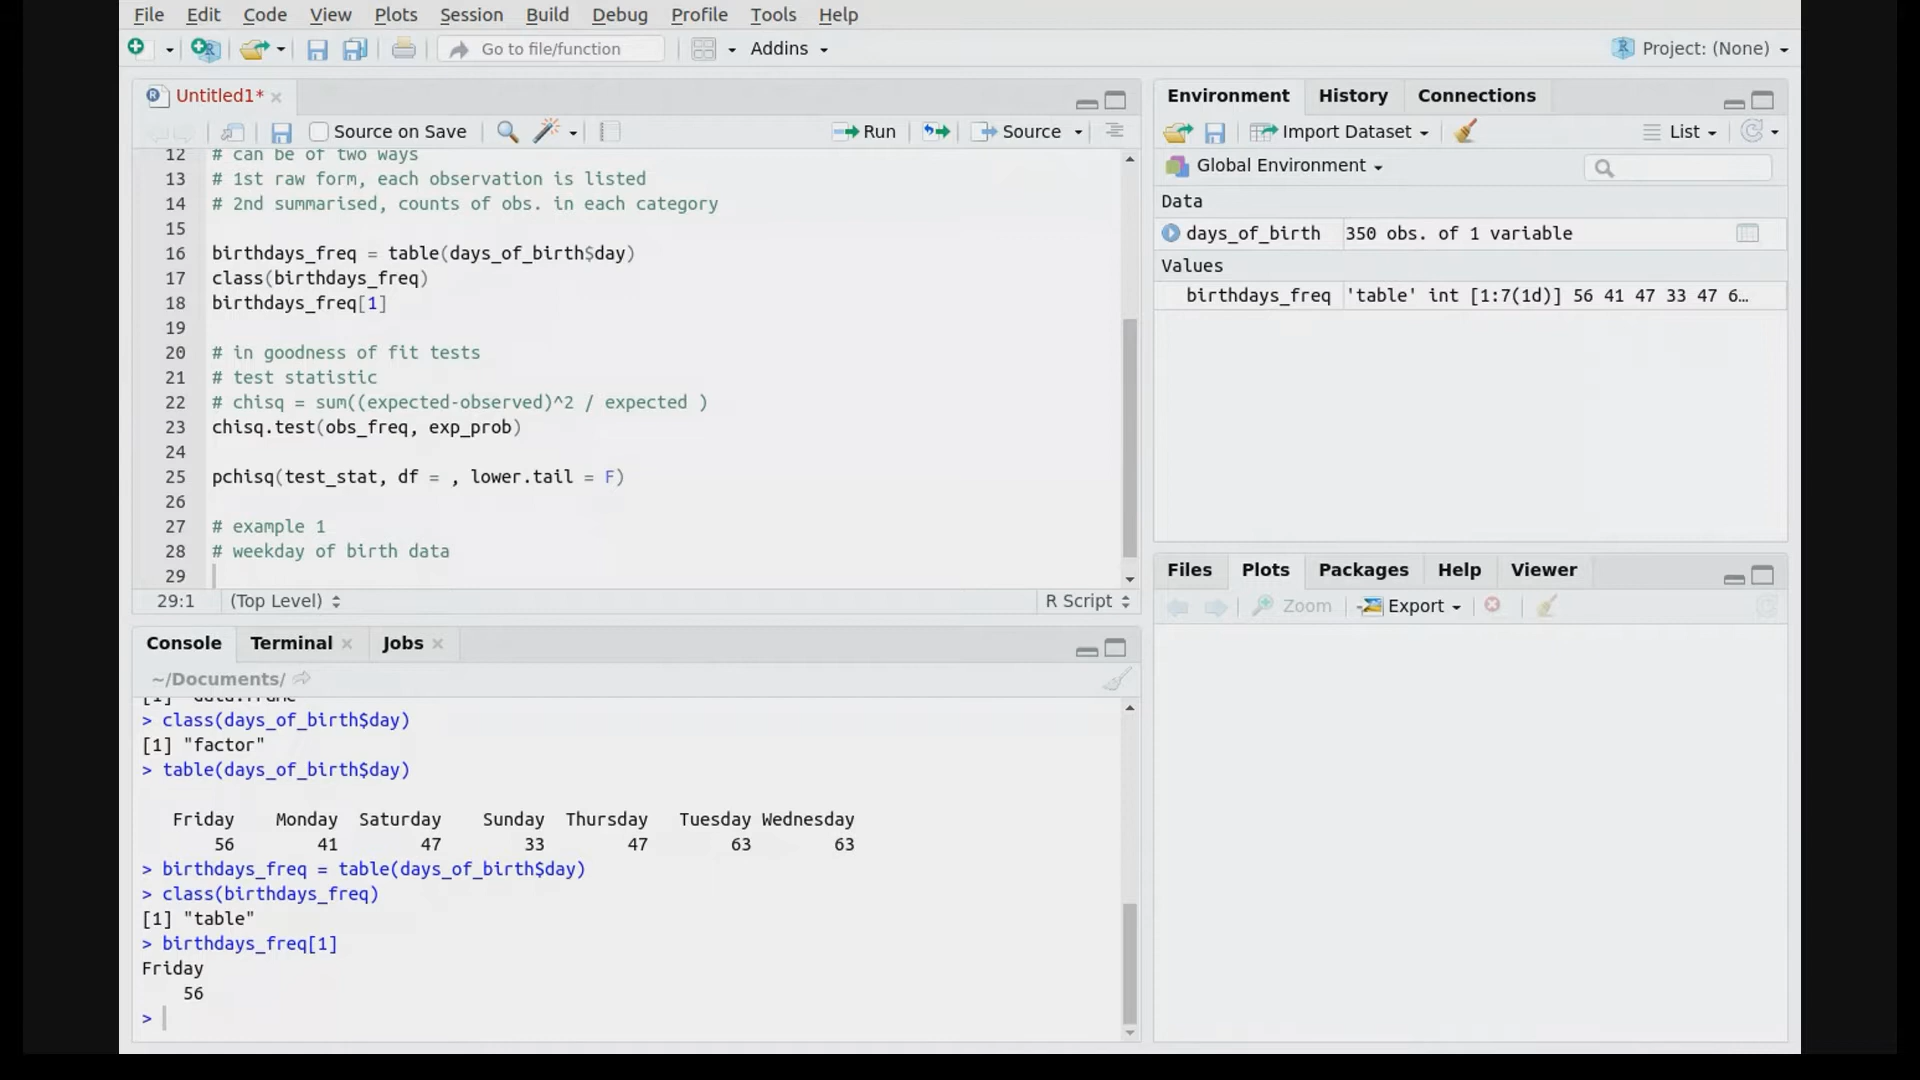 File Edit Code View Plots Session Build Debug Profile Tools Help
Go to file/function Addins Project: (None)
Untitled1*
Source on Save Run Source
12 # can be of two ways
13 # 1st raw form, each observation is listed
14 # 2nd summarised, counts of obs. in each category
15
16 birthdays_freq = table(days_of_birth$day)
17 class(birthdays_freq)
18 birthdays_freq[1]
19
20 # in goodness of fit tests
21 # test statistic
22 # chisq = sum((expected-observed)^2 / expected )
23 chisq.test(obs_freq, exp_prob)
24
25 pchisq(test_stat, df = , lower.tail = F)
26
27 # example 1
28 # weekday of birth data
29
29:1 (Top Level) R Script
Console Terminal Jobs
~/Documents/
[1] "data.frame"
> class(days_of_birth$day)
[1] "factor"
> table(days_of_birth$day)
Friday Monday Saturday Sunday Thursday Tuesday Wednesday
56 41 47 33 47 63 63
> birthdays_freq = table(days_of_birth$day)
> class(birthdays_freq)
[1] "table"
> birthdays_freq[1]
Friday
56
>
Environment History Connections
Import Dataset List
Global Environment
Data
days_of_birth 350 obs. of 1 variable
Values
birthdays_freq 'table' int [1:7(1d)] 56 41 47 33 47 6…
Files Plots Packages Help Viewer
Zoom Export